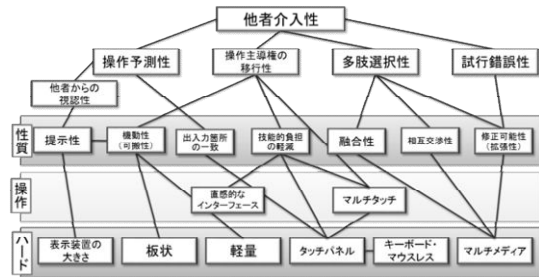 他者介入性
操作予測性
操作主導権の
移行性
多肢選択性
試行錯誤性
他者からの
視認性
性質
提示性
機動性
(可搬性)
出入力箇所
の一致
技能的負担
の軽減
融合性
相互交渉性
修正可能性
(拡張性)
操作
直感的な
インターフェース
マルチタッチ
ハード
表示装置の
大きさ
板状
軽量
タッチパネル
キーボード・
マウスレス
マルチメディア